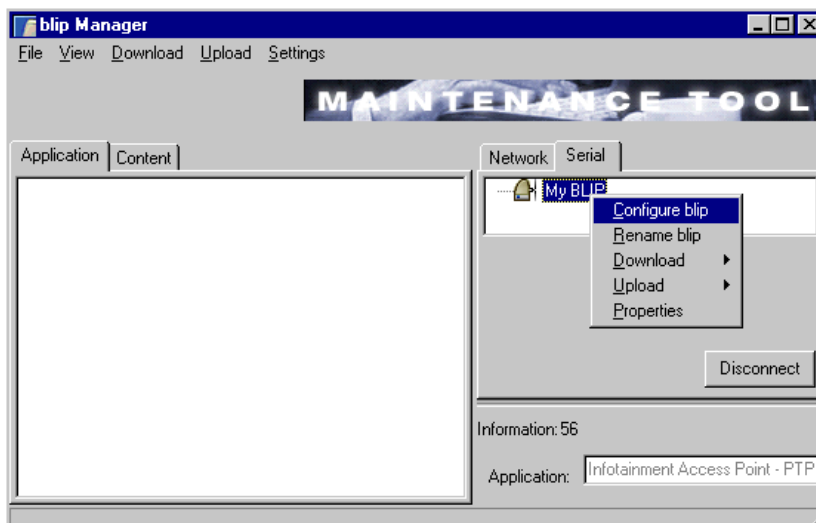 blip Manager
File View Download Upload Settings
MAINTENANCE TOOL
Application Content
Network Serial
My BLIP
Configure blip
Rename blip
Download
Upload
Properties
Disconnect
Information: 56
Application: Infotainment Access Point - PTP